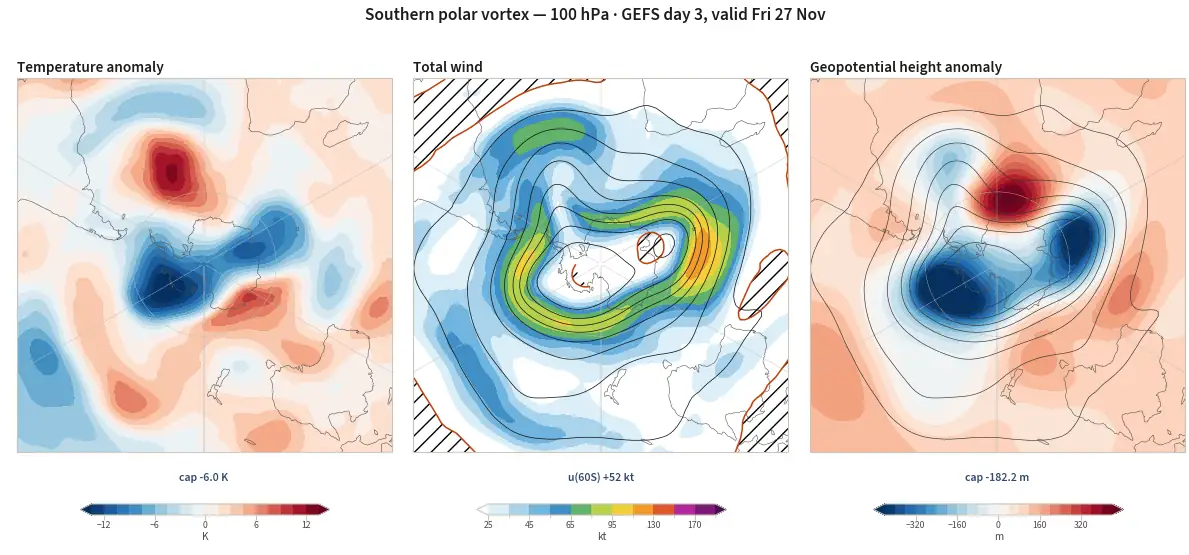 Southern polar vortex — 100 hPa · GEFS day 3, valid Fri 27 Nov
Temperature anomaly
Total wind
Geopotential height anomaly
cap -6.0 K
u(60S) +52 kt
cap -182.2 m
−12 −6 0 6 12
K
25 45 65 95 130 170
kt
−320 −160 0 160 320
m